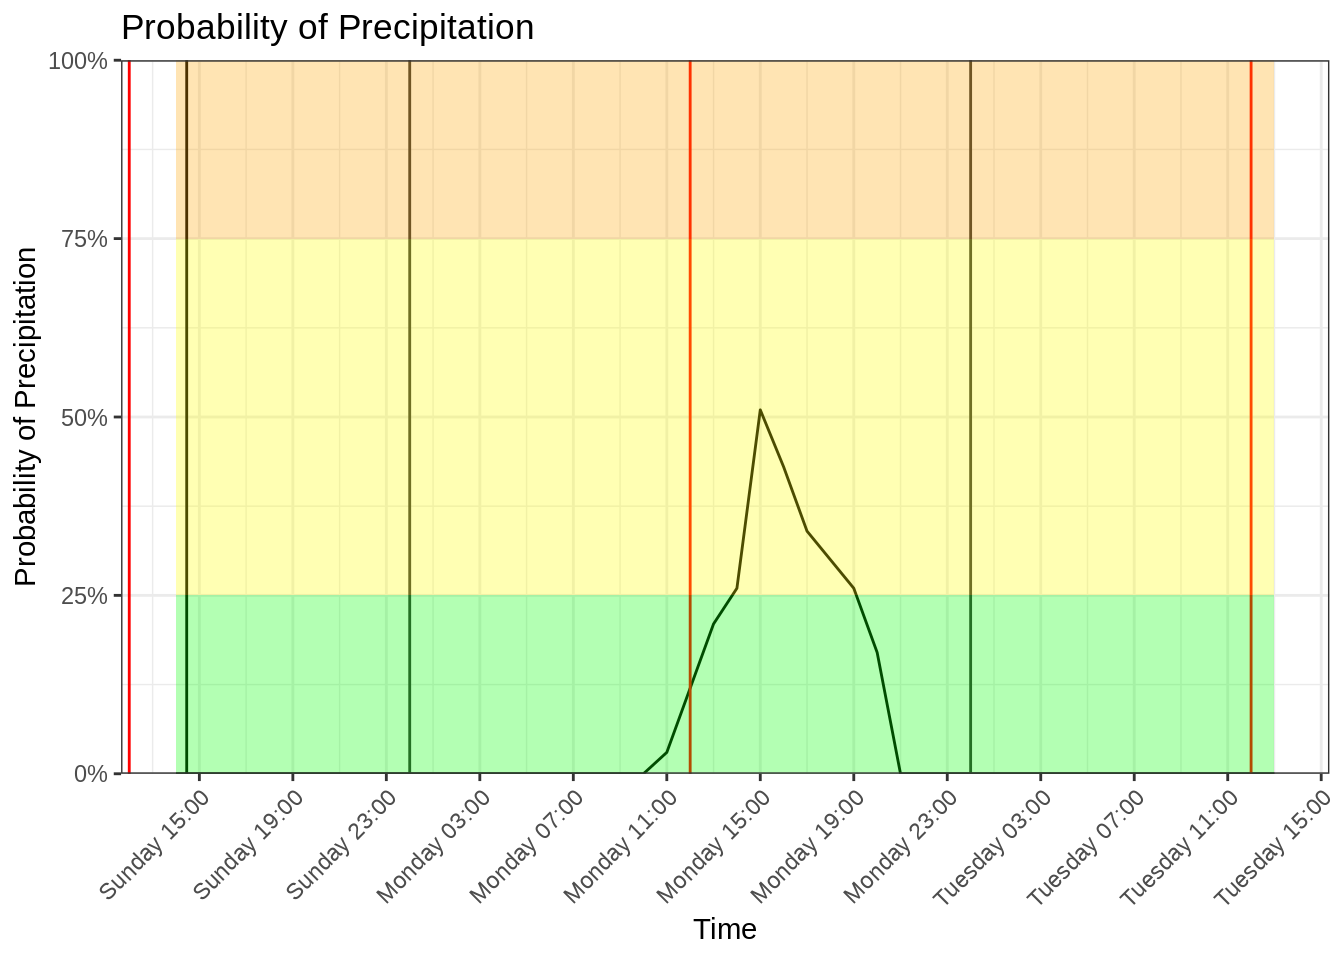 Probability of Precipitation
Probability of Precipitation
100%
75%
50%
25%
0%
Sunday 15:00
Sunday 19:00
Sunday 23:00
Monday 03:00
Monday 07:00
Monday 11:00
Monday 15:00
Monday 19:00
Monday 23:00
Tuesday 03:00
Tuesday 07:00
Tuesday 11:00
Tuesday 15:00
Time